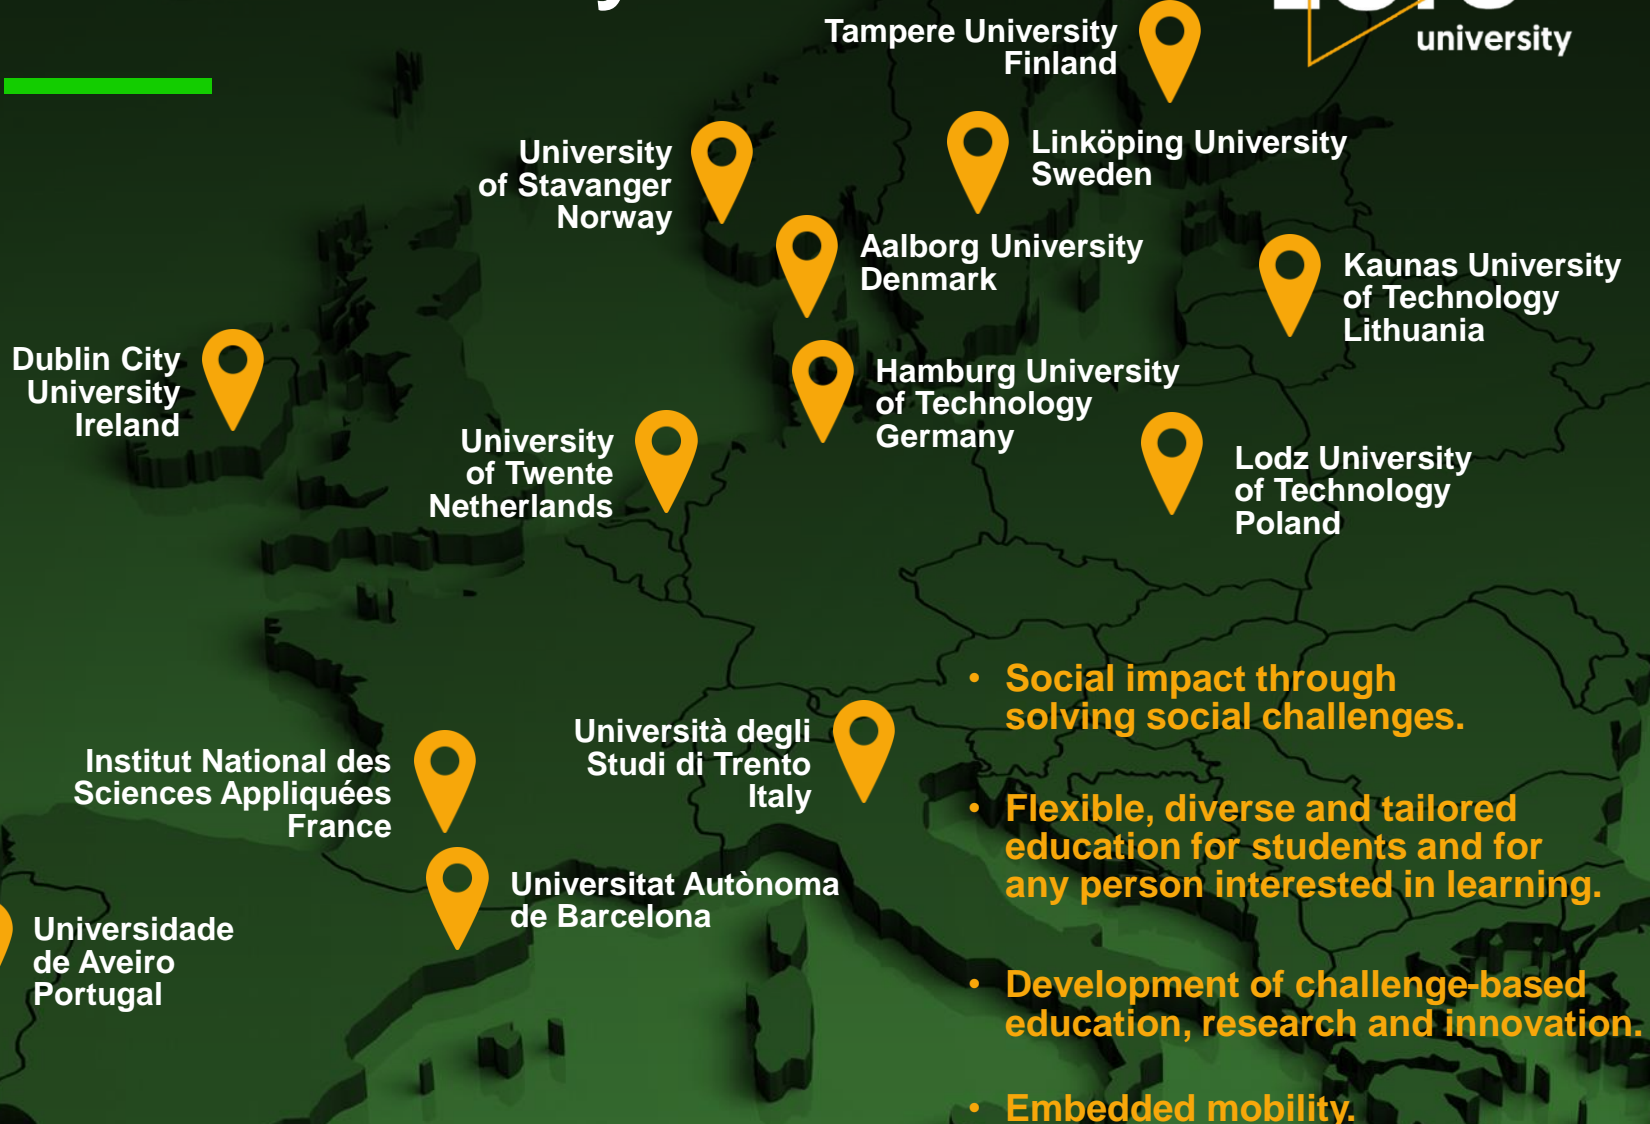 university
Tampere University
Finland
University
of Stavanger
Norway
Linköping University
Sweden
Aalborg University
Denmark
Kaunas University
of Technology
Lithuania
Dublin City
University
Ireland
Hamburg University
of Technology
Germany
University
of Twente
Netherlands
Lodz University
of Technology
Poland
Institut National des
Sciences Appliquées
France
Università degli
Studi di Trento
Italy
Universitat Autònoma
de Barcelona
Universidade
de Aveiro
Portugal
• Social impact through
solving social challenges.
• Flexible, diverse and tailored
education for students and for
any person interested in learning.
• Development of challenge-based
education, research and innovation.
• Embedded mobility.